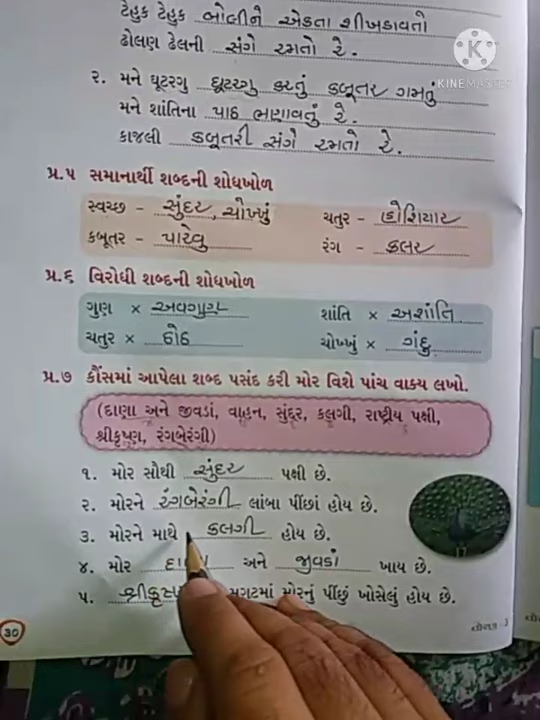 ટેહુક ટેહુક બોલીને એકતા શીખડાવતો
ઢોલણ ઢેલની સંગે રમતો રે.
KINEMASTER
૨. મને ઘૂટરગુ ઘૂટરગુ કરતું કબૂતર ગમતું
મને શાંતિના પાઠ ભણાવતું રે.
કાજલી કબૂતરી સંગે રમતો રે.
પ્ર.૫ સમાનાર્થી શબ્દની શોધખોળ
સ્વચ્છ - સુંદર, ચોખ્ખું ચતુર - હોશિયાર
કબૂતર - પારેવુ રંગ - કલર
પ્ર.૬ વિરોધી શબ્દની શોધખોળ
ગુણ × અવગુણ શાંતિ × અશાંતિ
ચતુર × ઠોઠ ચોખ્ખું × ગંદુ
પ્ર.૭ કૌંસમાં આપેલા શબ્દ પસંદ કરી મોર વિશે પાંચ વાક્ય લખો.
(દાણા અને જીવડાં, વાહન, સુંદર, કલગી, રાષ્ટ્રીય પક્ષી,
શ્રીકૃષ્ણ, રંગબેરંગી)
૧. મોર સૌથી સુંદર પક્ષી છે.
૨. મોરને રંગબેરંગી લાંબા પીંછાં હોય છે.
૩. મોરને માથે કલગી હોય છે.
૪. મોર અને જીવડાં ખાય છે.
૫. મોરનું પીંછું ખોસેલું હોય છે.
30